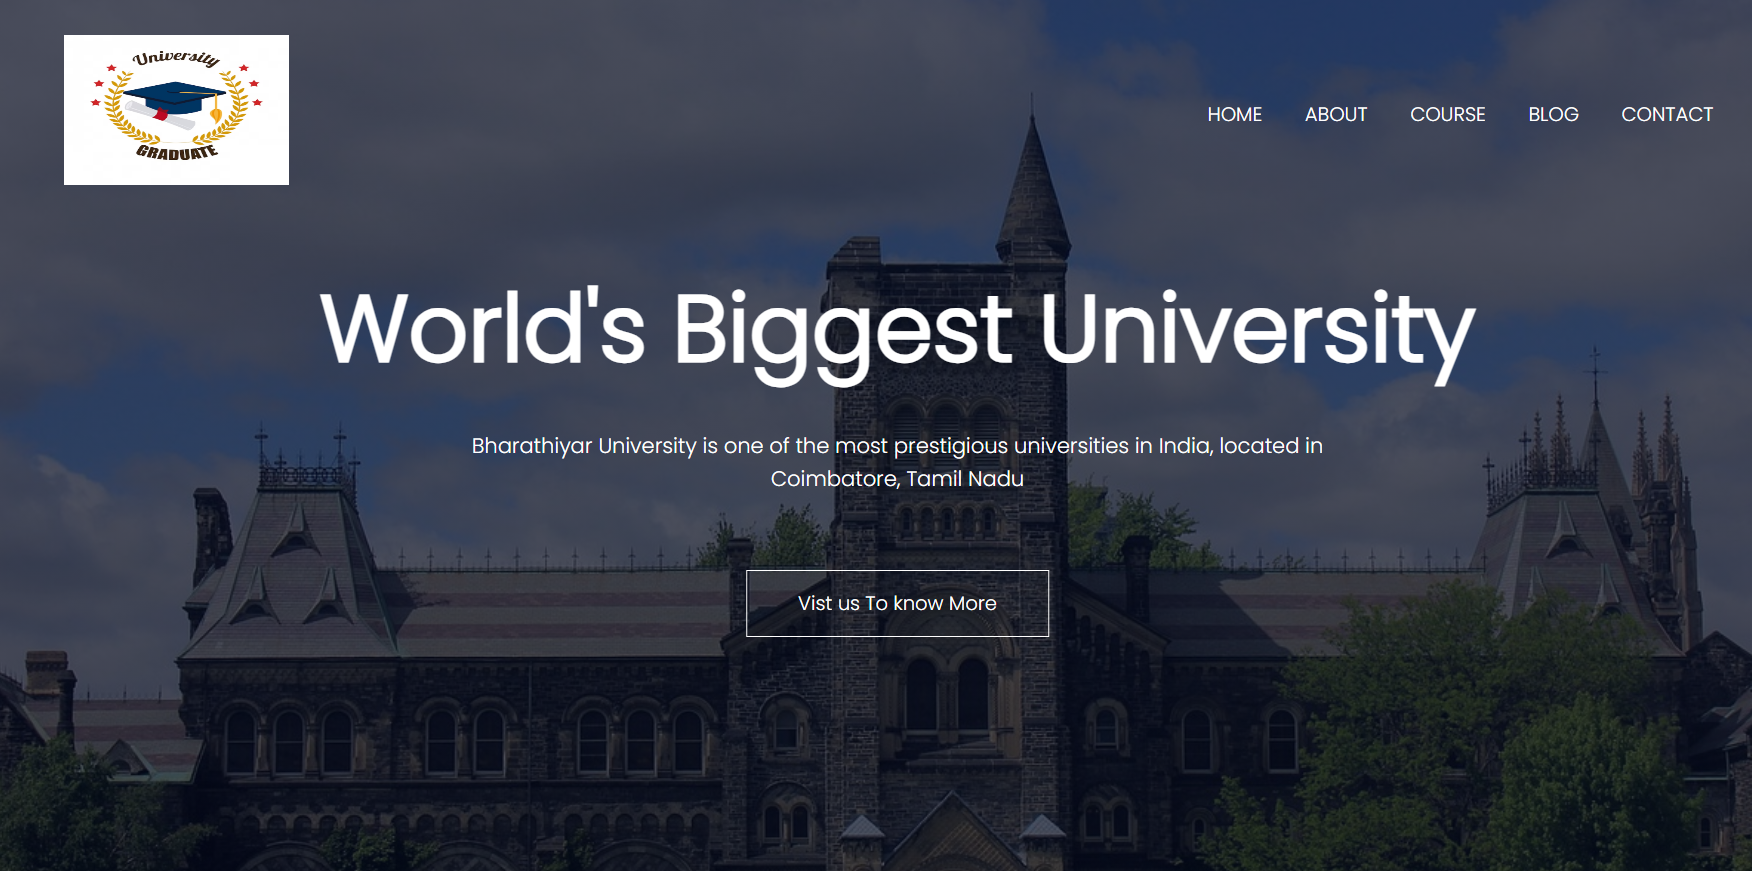 University
GRADUATE
HOME ABOUT COURSE BLOG CONTACT
World's Biggest University
Bharathiyar University is one of the most prestigious universities in India, located in
Coimbatore, Tamil Nadu
Vist us To know More